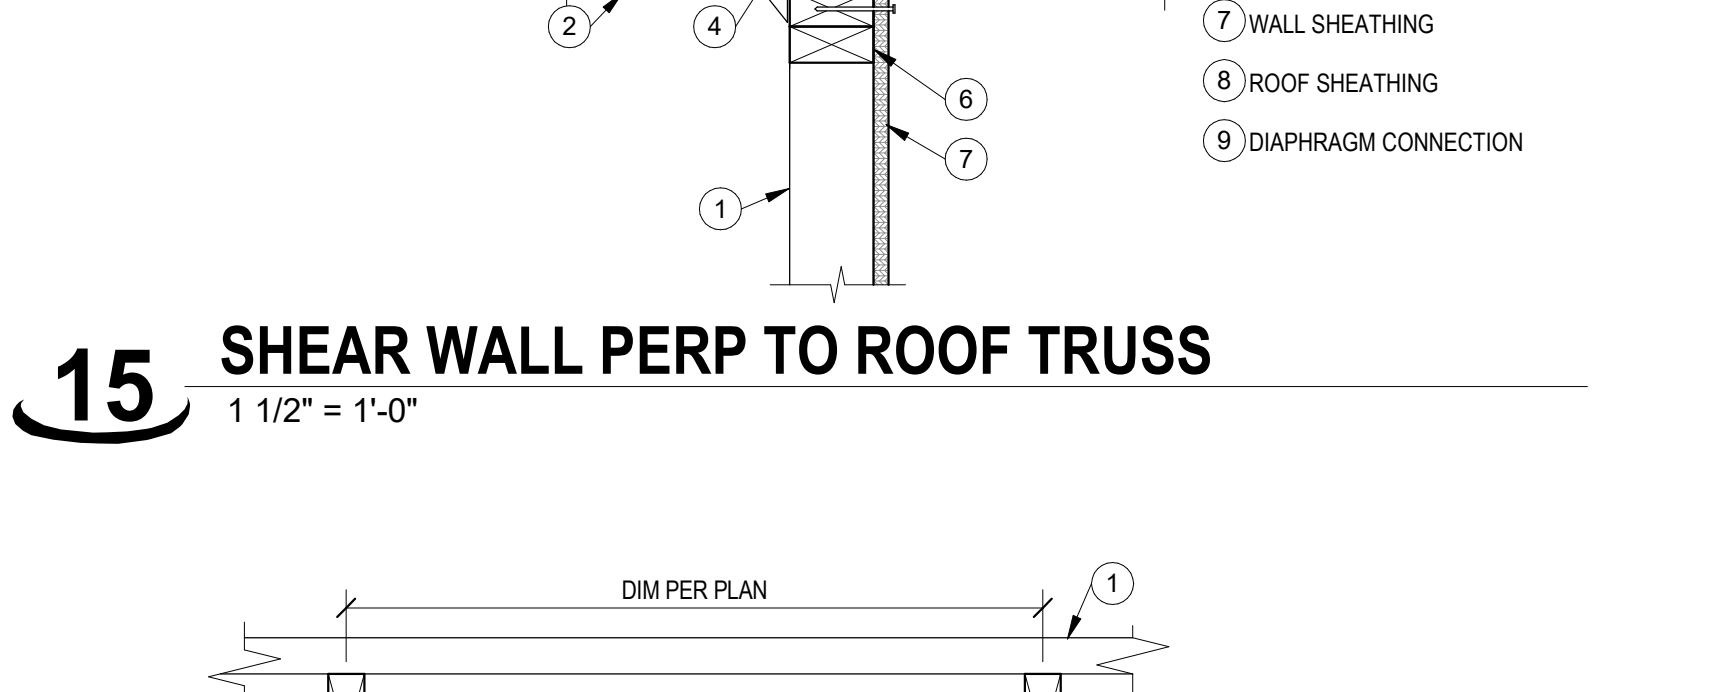 2
4
7 WALL SHEATHING
8 ROOF SHEATHING
6
9 DIAPHRAGM CONNECTION
7
1
15 SHEAR WALL PERP TO ROOF TRUSS
1 1/2" = 1'-0"
DIM PER PLAN
1